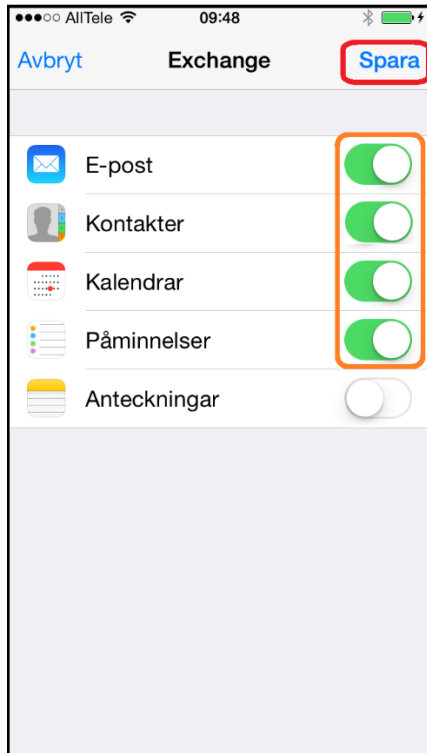 AllTele 09:48
Avbryt Exchange Spara
E-post
Kontakter
Kalendrar
Påminnelser
Anteckningar